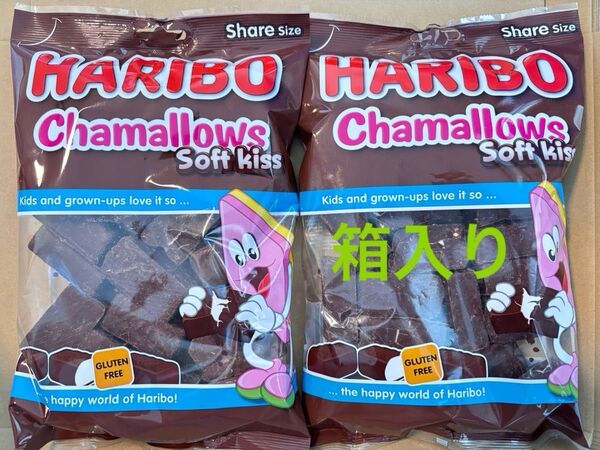 Share Size
HARIBO
Chamallows
Soft kiss
Kids and grown-ups love it so ...
GLUTEN
FREE
... the happy world of Haribo!
Share Size
HARIBO
Chamallows
Soft kiss
Kids and grown-ups love it so ...
箱入り
GLUTEN
FREE
... the happy world of Haribo!